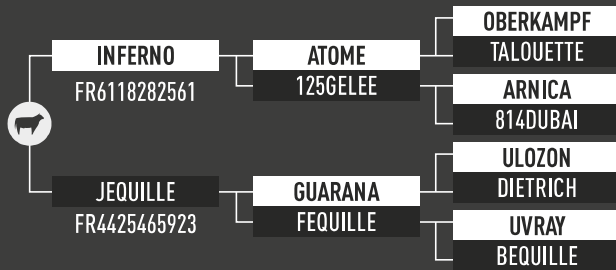 INFERNO
FR6118282561
JEQUILLE
FR4425465923
ATOME
125GELEE
GUARANA
FEQUILLE
OBERKAMPF
TALOUETTE
ARNICA
814DUBAI
ULOZON
DIETRICH
UVRAY
BEQUILLE